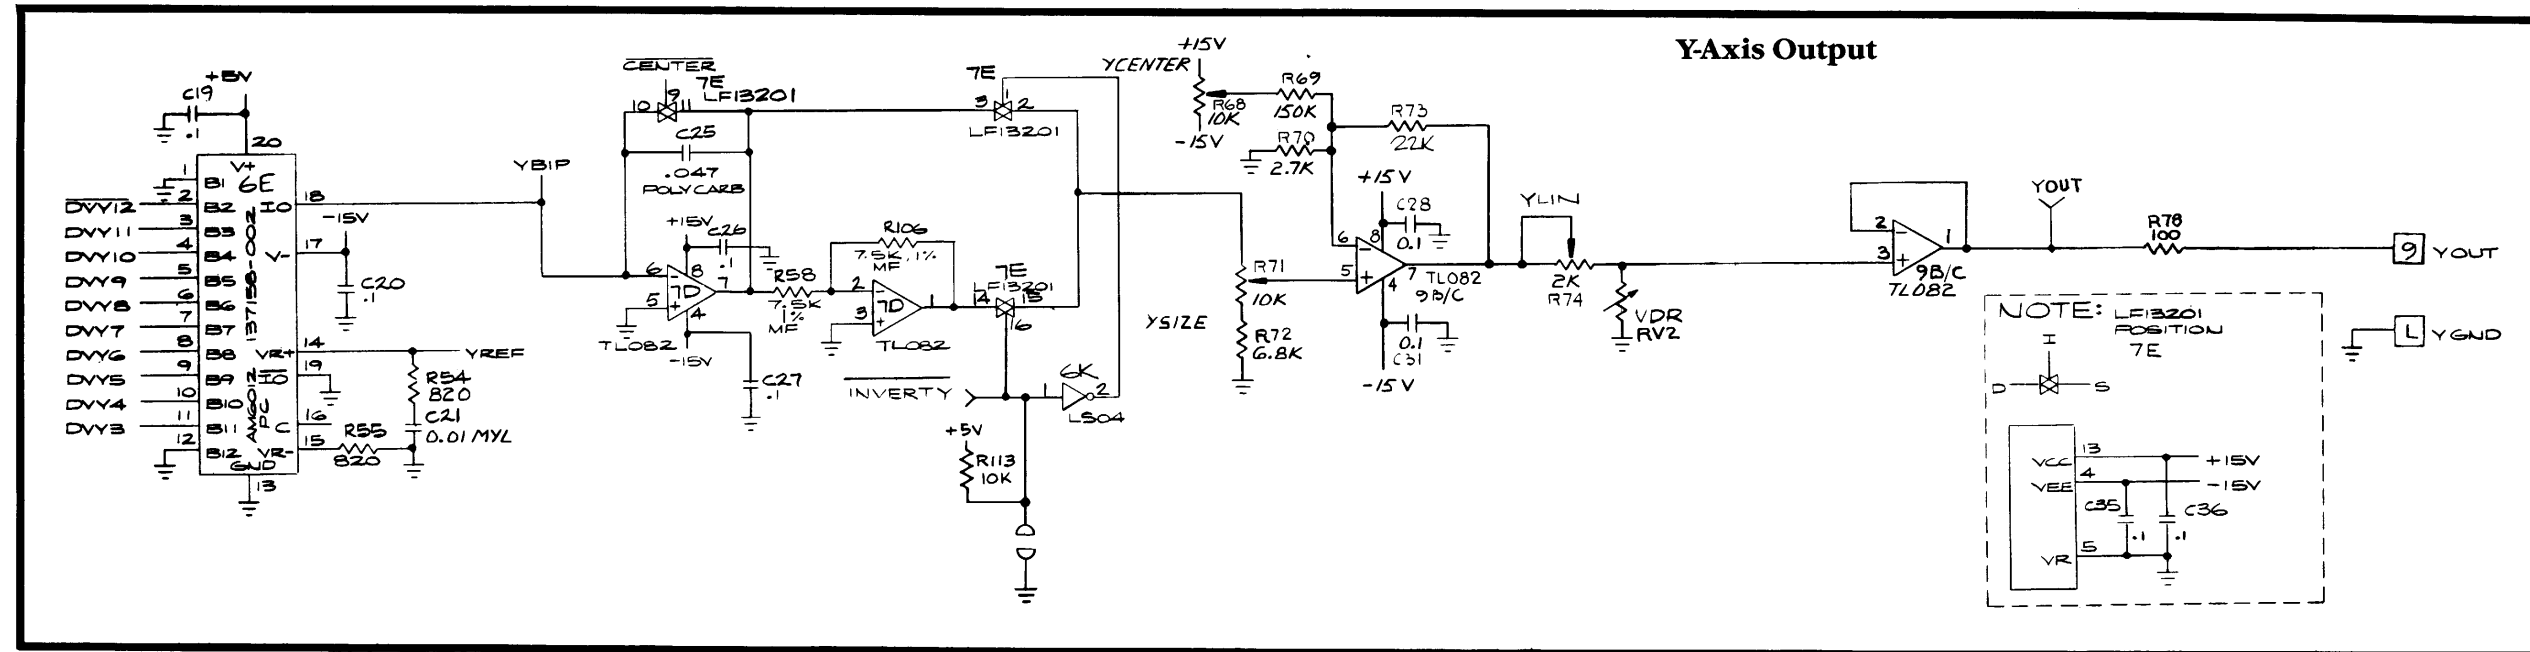 Y-Axis Output
+5V
C19
.1
20
V+
6E
AM6012 PC
137158-002
1 B1
DVY12 2 B2
DVY11 3 B3
DVY10 4 B4
DVY9 5 B5
DVY8 6 B6
DVY7 7 B7
DVY6 8 B8
DVY5 9 B9
DVY4 10 B10
DVY3 11 B11
12 B12
GND
13
IO 18
V- 17
-15V
C20
.1
VR+ 14
YREF
IO 19
C 16
VR- 15
R54
820
C21
0.01 MYL
R55
820
YBIP
CENTER
7E
LF13201
10 9 11
C25
.047
POLYCARB
+15V
C26
.1
6 8
7D
5 7
4
TL082
-15V
C27
.1
R58
7.5K
1%
MF
R106
7.5K, 1%
MF
2
7D
3 1
TL082
7E
3 1 2
LF13201
7E
LF13201
14 15
16
INVERTY
6K
1 2
LS04
+5V
R113
10K
+15V
YCENTER
R68
10K
-15V
R69
150K
R70
2.7K
R73
22K
R71
10K
YSIZE
R72
6.8K
+15V
C28
0.1
6 8
5 7
4
TL082
9B/C
0.1
C31
-15V
YLIN
2K
R74
VDR
RV2
2
3 1
9B/C
TL082
YOUT
R78
100
9 YOUT
L YGND
NOTE: LF13201
POSITION
7E
I
D S
VCC 13 +15V
VEE 4 -15V
C35
.1
C36
.1
VR 5